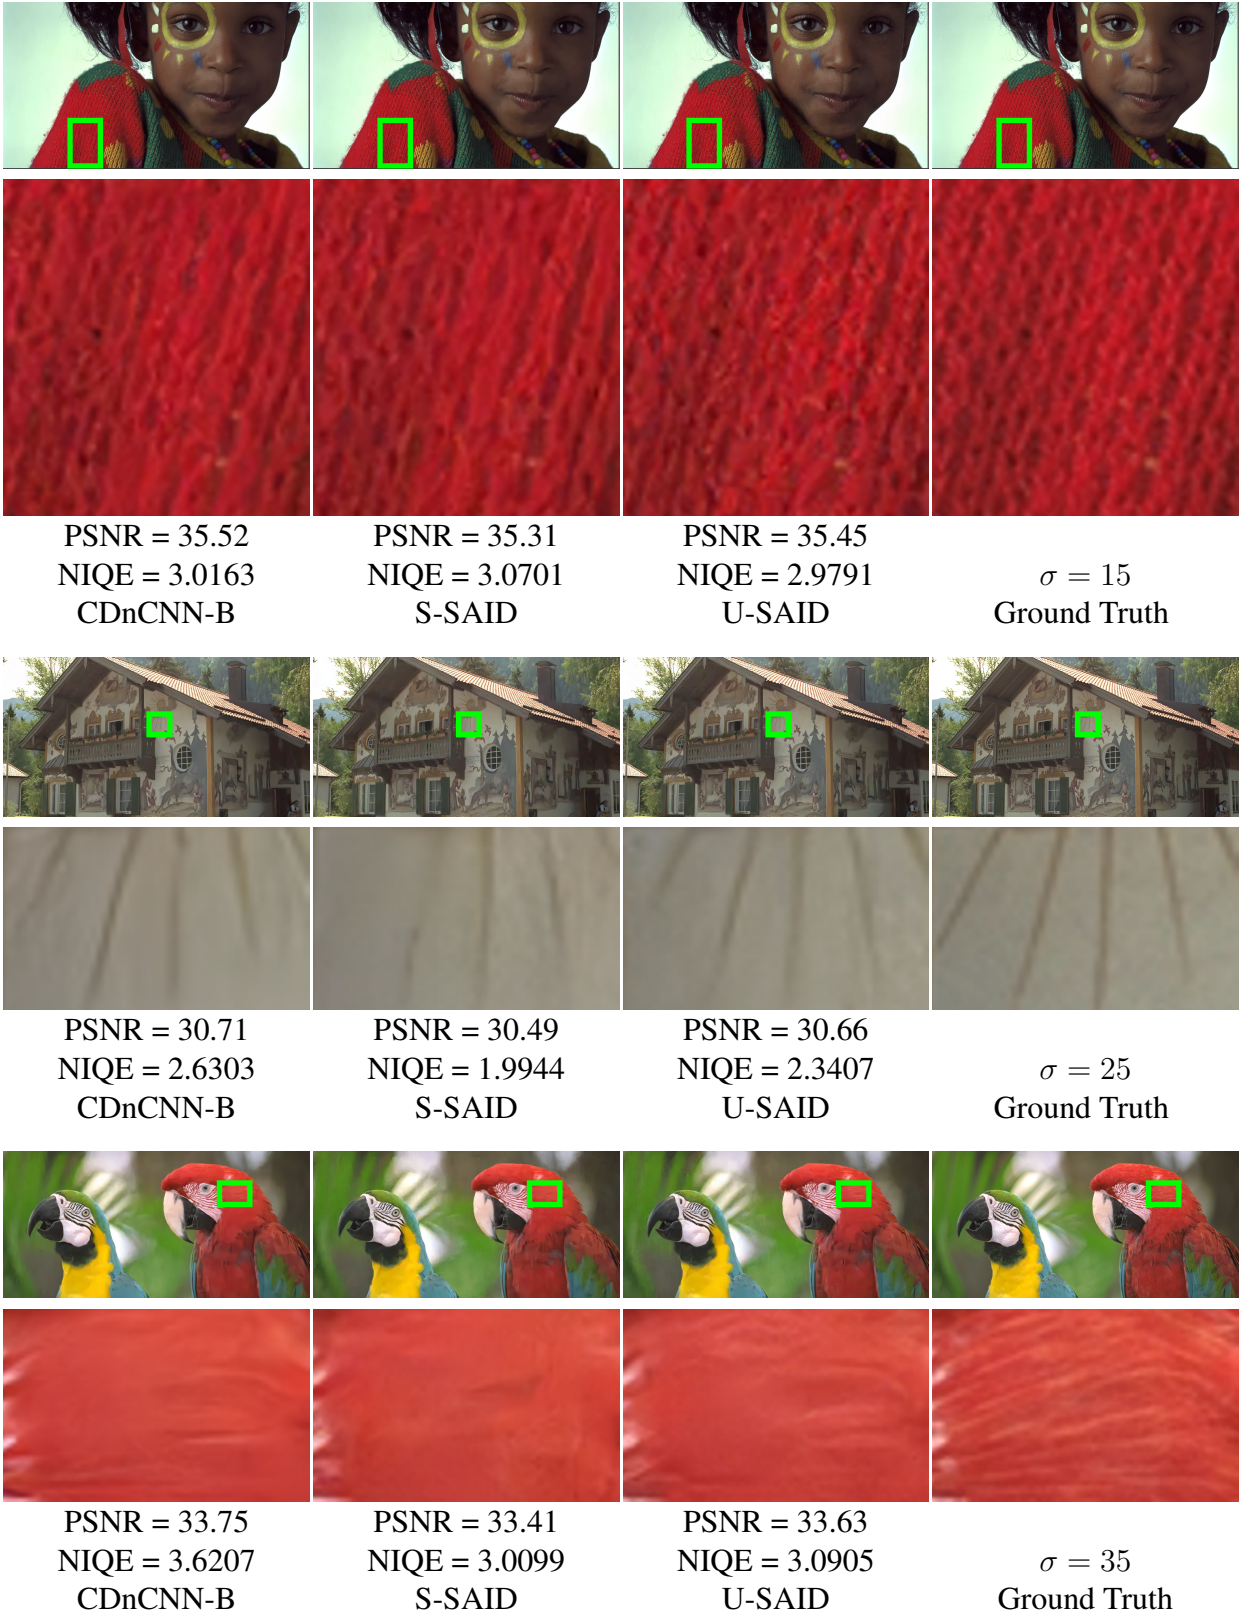 PSNR = 35.52 PSNR = 35.31 PSNR = 35.45
NIQE = 3.0163 NIQE = 3.0701 NIQE = 2.9791 σ = 15
CDnCNN-B S-SAID U-SAID Ground Truth
PSNR = 30.71 PSNR = 30.49 PSNR = 30.66
NIQE = 2.6303 NIQE = 1.9944 NIQE = 2.3407 σ = 25
CDnCNN-B S-SAID U-SAID Ground Truth
PSNR = 33.75 PSNR = 33.41 PSNR = 33.63
NIQE = 3.6207 NIQE = 3.0099 NIQE = 3.0905 σ = 35
CDnCNN-B S-SAID U-SAID Ground Truth